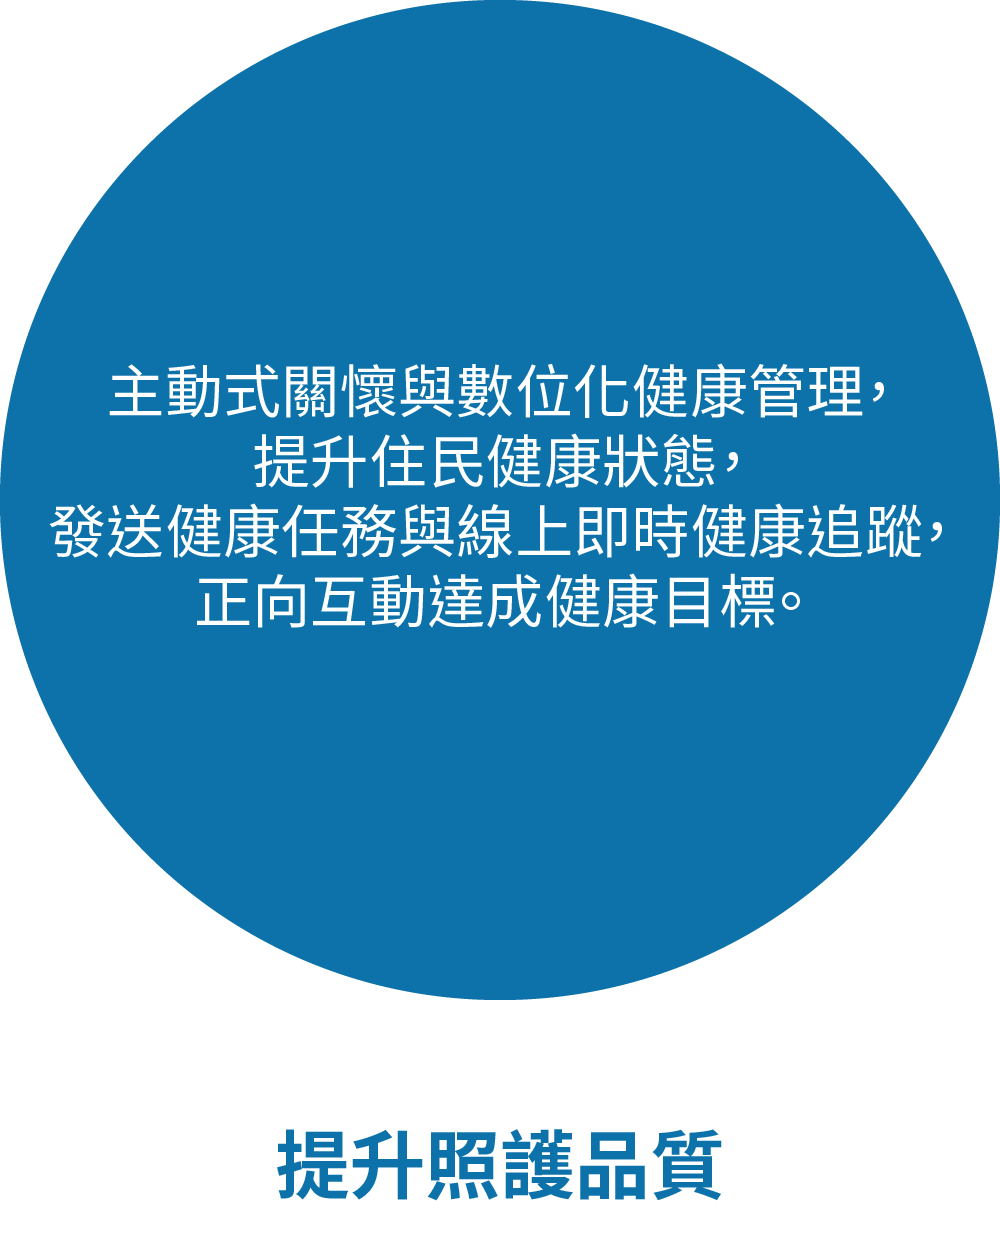 主動式關懷與數位化健康管理，
提升住民健康狀態，
發送健康任務與線上即時健康追蹤，
正向互動達成健康目標。
提升照護品質